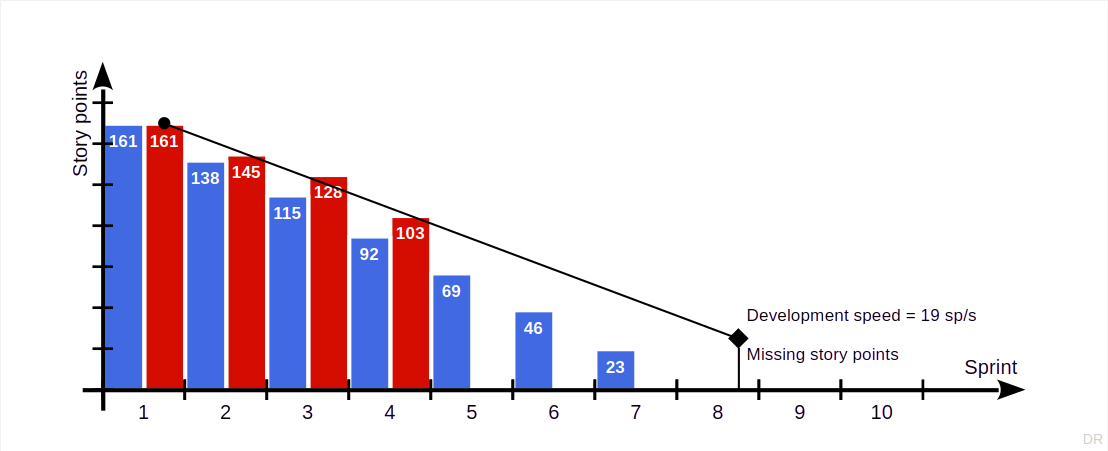 Story points
161
161
138
145
115
128
92
103
69
46
23
Development speed = 19 sp/s
Missing story points
Sprint
1 2 3 4 5 6 7 8 9 10
DR